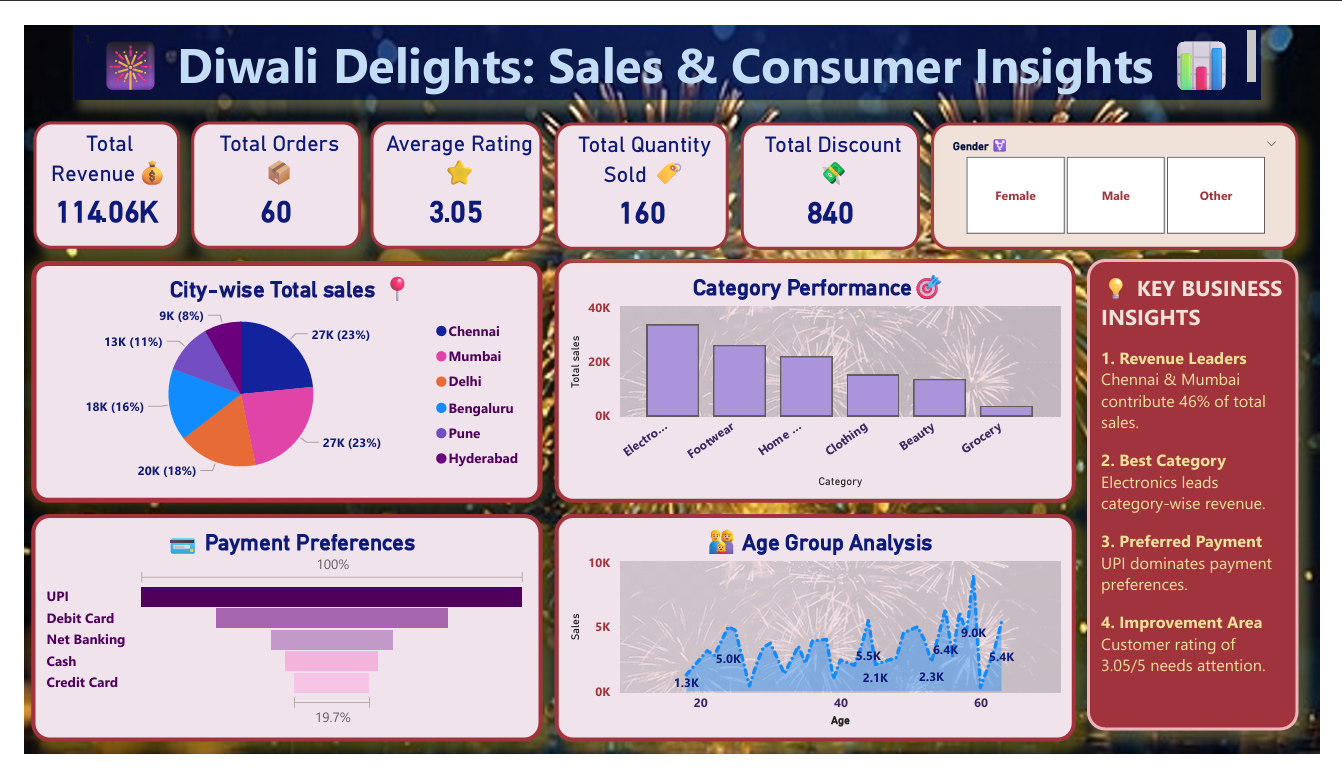 Diwali Delights: Sales & Consumer Insights
Total
Revenue
114.06K
Total Orders
60
Average Rating
3.05
Total Quantity
Sold
160
Total Discount
840
Gender
Female
Male
Other
City-wise Total sales
9K (8%)
13K (11%)
18K (16%)
20K (18%)
27K (23%)
27K (23%)
Chennai
Mumbai
Delhi
Bengaluru
Pune
Hyderabad
Category Performance
Total sales
40K
20K
0K
Electro...
Footwear
Home ...
Clothing
Beauty
Grocery
Category
KEY BUSINESS
INSIGHTS
1. Revenue Leaders
Chennai & Mumbai
contribute 46% of total
sales.
2. Best Category
Electronics leads
category-wise revenue.
3. Preferred Payment
UPI dominates payment
preferences.
4. Improvement Area
Customer rating of
3.05/5 needs attention.
Payment Preferences
100%
UPI
Debit Card
Net Banking
Cash
Credit Card
19.7%
Age Group Analysis
Sales
10K
5K
0K
1.3K
5.0K
5.5K
2.1K
6.4K
2.3K
9.0K
5.4K
20
40
60
Age